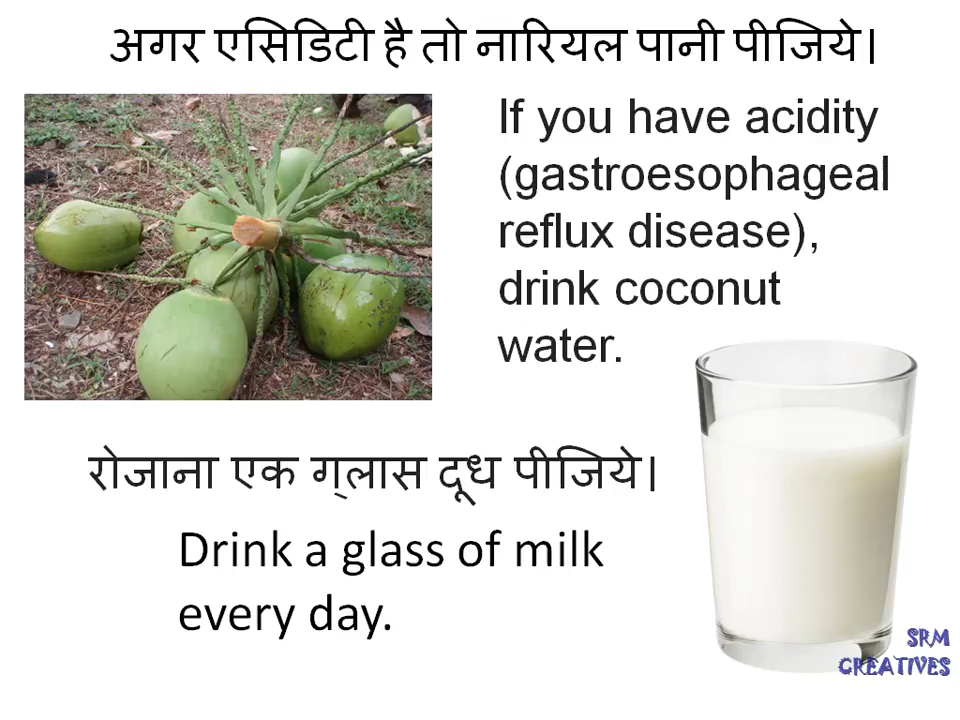 अगर एसिडिटी है तो नारियल पानी पीजिये।
If you have acidity
(gastroesophageal
reflux disease),
drink coconut
water.
रोजाना एक ग्लास दूध पीजिये।
Drink a glass of milk
every day.
SRM
CREATIVES